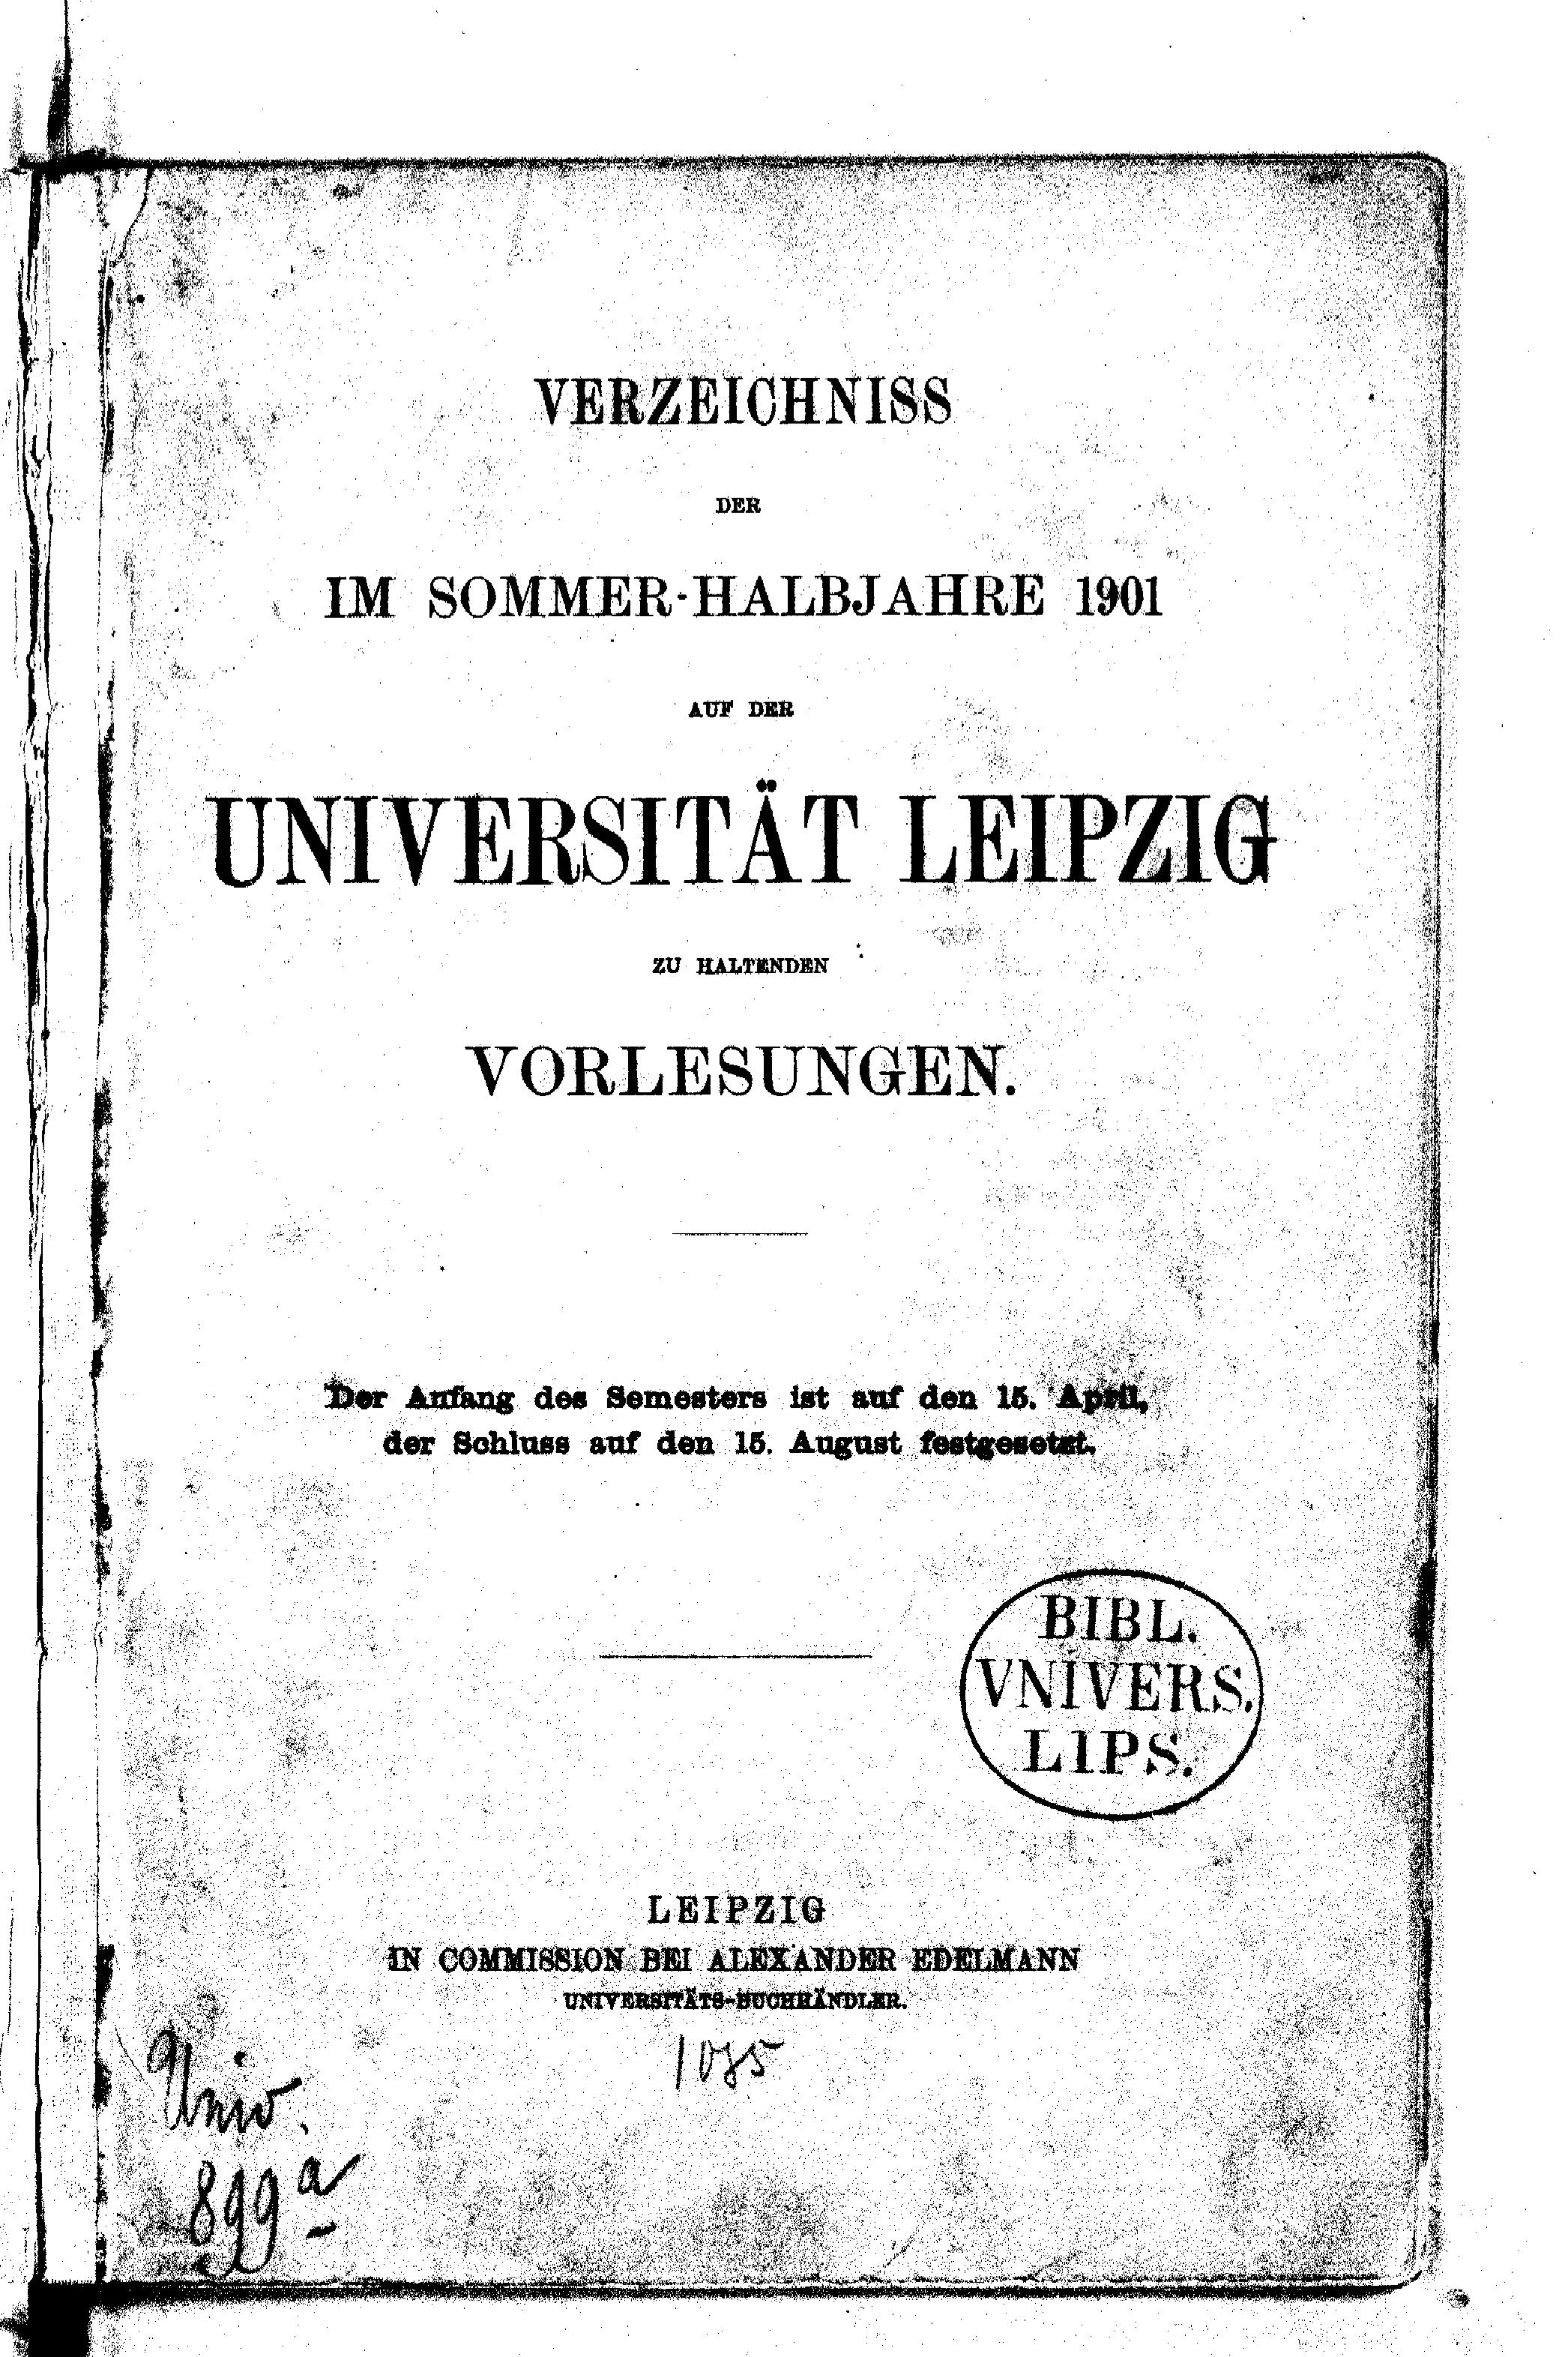 VERZEICHNISS
DER
IM SOMMER-HALBJAHRE 1901
AUF DER
UNIVERSITÄT LEIPZIG
ZU HALTENDEN
VORLESUNGEN.
Der Anfang des Semesters ist auf den 15. April,
der Schluss auf den 15. August festgesetzt.
BIBL.
VNIVERS.
LIPS.
LEIPZIG
IN COMMISSION BEI ALEXANDER EDELMANN
UNIVERSITÄTS-BUCHHÄNDLER.
Univ.
899 a